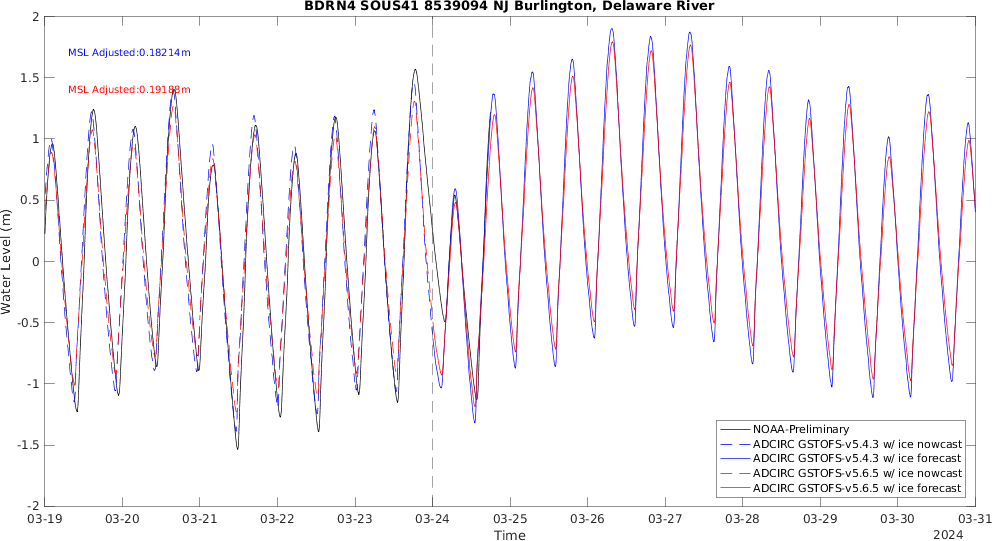 BDRN4 SOUS41 8539094 NJ Burlington, Delaware River
2
1.5
1
0.5
0
-0.5
-1
-1.5
-2
Water Level (m)
MSL Adjusted:0.18214m
MSL Adjusted:0.19188m
NOAA-Preliminary
ADCIRC GSTOFS-v5.4.3 w/ ice nowcast
ADCIRC GSTOFS-v5.4.3 w/ ice forecast
ADCIRC GSTOFS-v5.6.5 w/ ice nowcast
ADCIRC GSTOFS-v5.6.5 w/ ice forecast
03-19 03-20 03-21 03-22 03-23 03-24 03-25 03-26 03-27 03-28 03-29 03-30 03-31
Time
2024